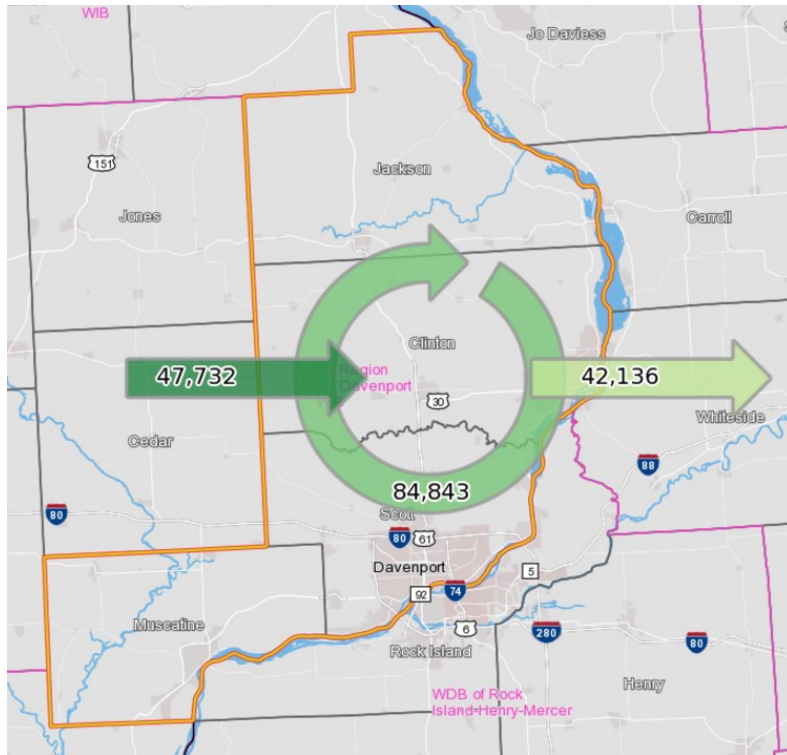 WIB
Jo Daviess
151
Jackson
Jones
Carroll
Clinton
47,732
42,136
Region
Davenport
30
Whiteside
Cedar
88
84,843
Scott
80
80
61
Davenport
5
74
92
Muscatine
6
280
80
Rock Island
Henry
WDB of Rock
Island-Henry-Mercer